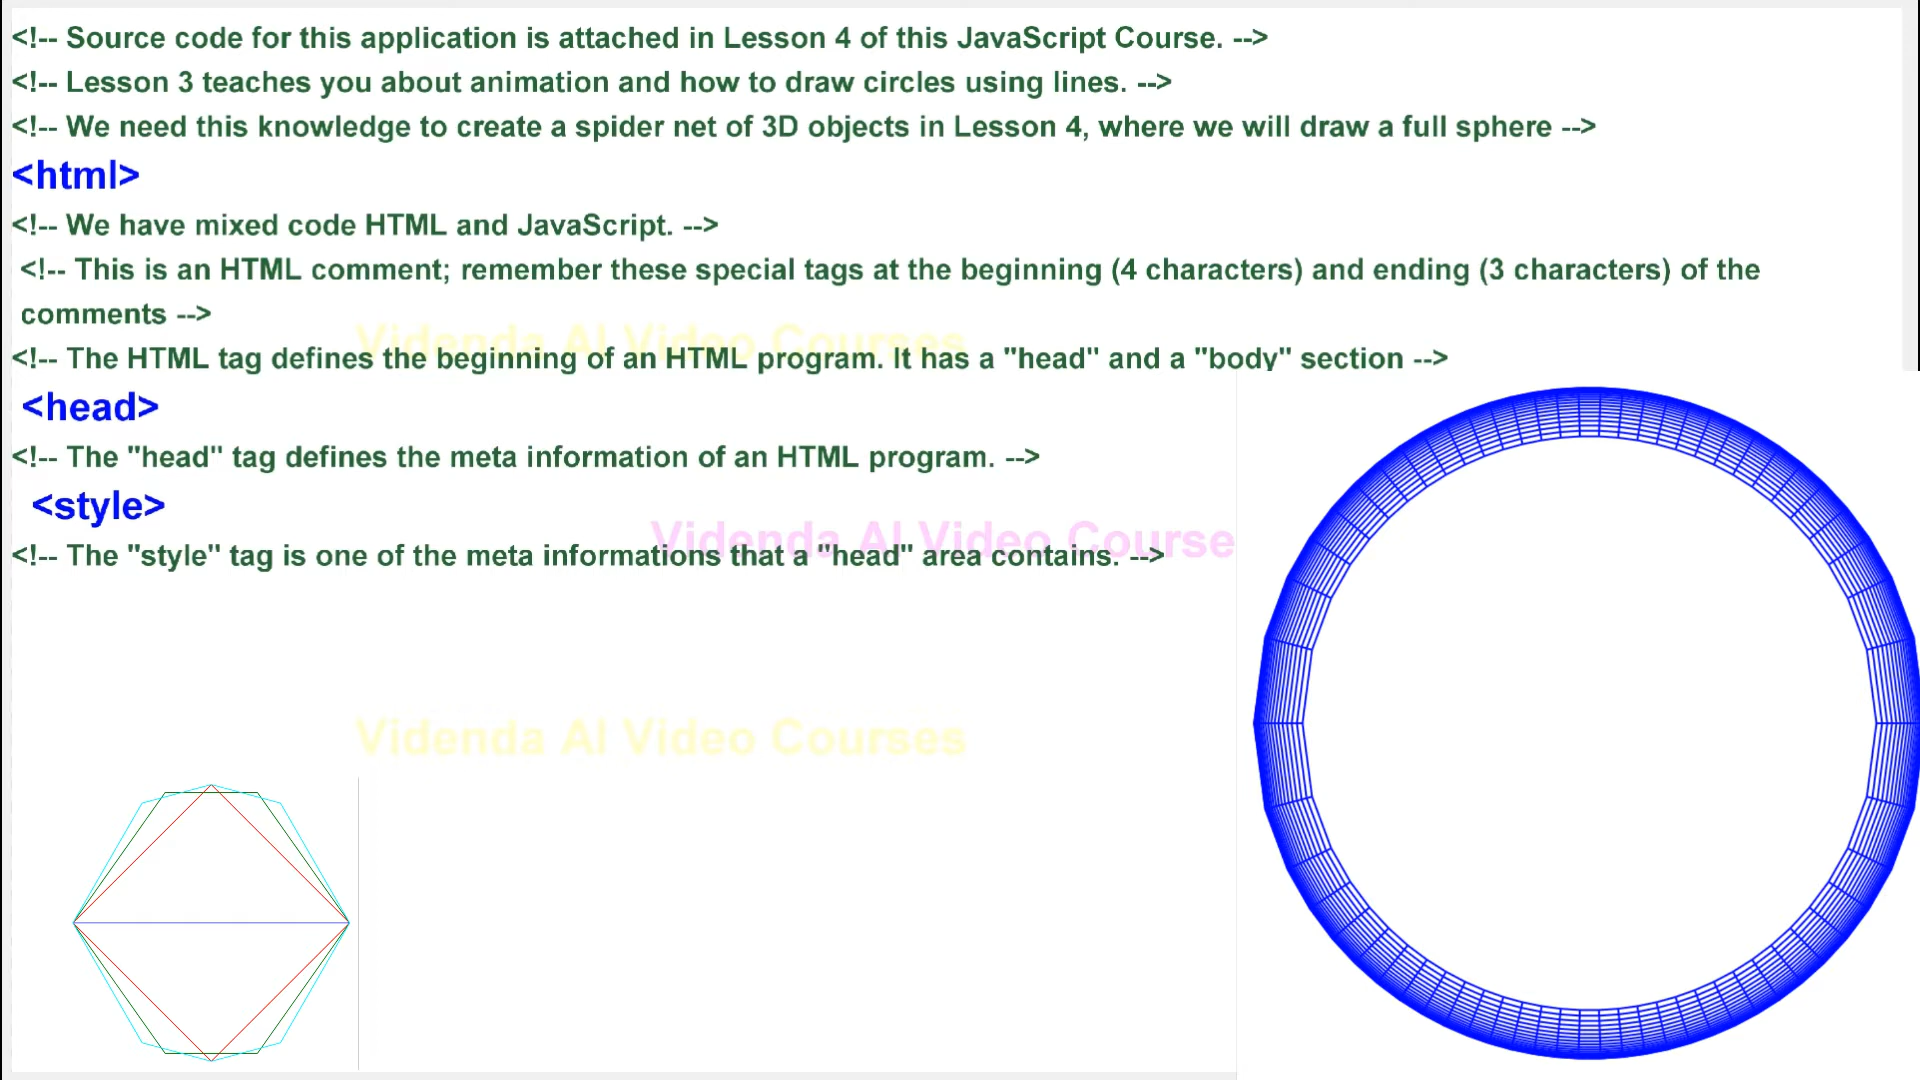 <!-- Source code for this application is attached in Lesson 4 of this JavaScript Course. -->
<!-- Lesson 3 teaches you about animation and how to draw circles using lines. -->
<!-- We need this knowledge to create a spider net of 3D objects in Lesson 4, where we will draw a full sphere -->
<html>
<!-- We have mixed code HTML and JavaScript. -->
<!-- This is an HTML comment; remember these special tags at the beginning (4 characters) and ending (3 characters) of the
comments -->
Videnda AI Video Courses
<!-- The HTML tag defines the beginning of an HTML program. It has a "head" and a "body" section -->
<head>
<!-- The "head" tag defines the meta information of an HTML program. -->
<style>
Videnda AI Video Course
<!-- The "style" tag is one of the meta informations that a "head" area contains. -->
Videnda AI Video Courses